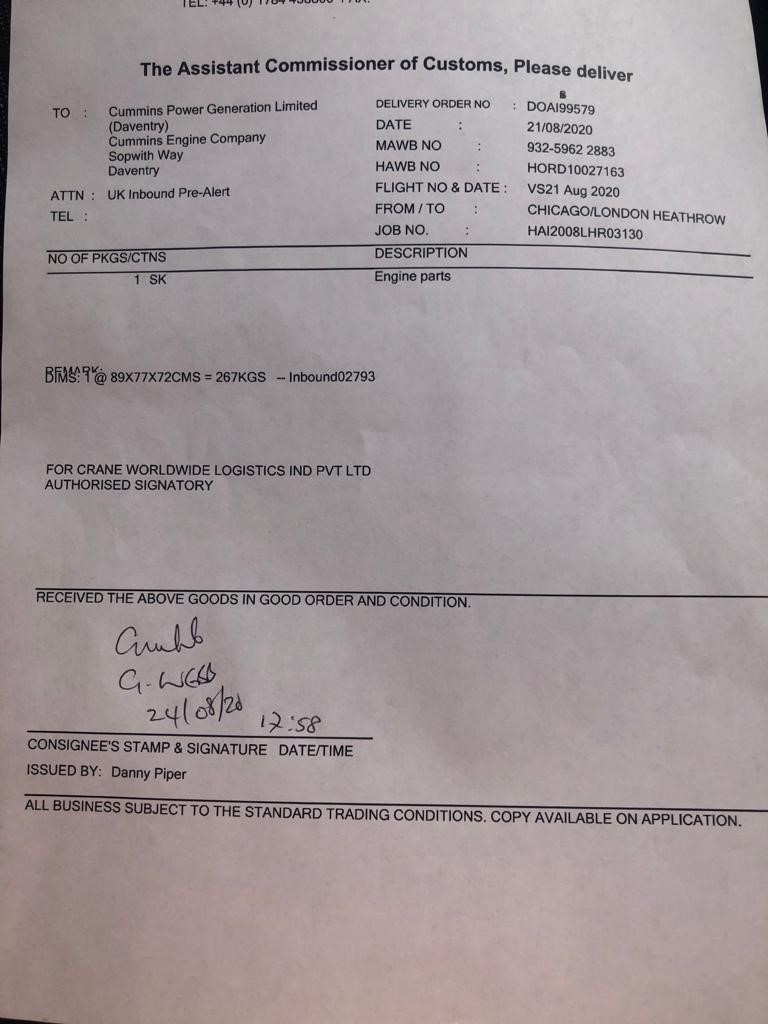 The Assistant Commissioner of Customs, Please deliver
TO : Cummins Power Generation Limited
(Daventry)
Cummins Engine Company
Sopwith Way
Daventry
ATTN : UK Inbound Pre-Alert
TEL :
DELIVERY ORDER NO : DOAI99579
DATE : 21/08/2020
MAWB NO : 932-5962 2883
HAWB NO : HORD10027163
FLIGHT NO & DATE : VS21 Aug 2020
FROM / TO : CHICAGO/LONDON HEATHROW
JOB NO. : HAI2008LHR03130
NO OF PKGS/CTNS DESCRIPTION
1 SK Engine parts
REMARK:
DIMS: 1 @ 89X77X72CMS = 267KGS -- Inbound02793
FOR CRANE WORLDWIDE LOGISTICS IND PVT LTD
AUTHORISED SIGNATORY
RECEIVED THE ABOVE GOODS IN GOOD ORDER AND CONDITION.
G. WEBB
24/08/20 12:58
CONSIGNEE'S STAMP & SIGNATURE DATE/TIME
ISSUED BY: Danny Piper
ALL BUSINESS SUBJECT TO THE STANDARD TRADING CONDITIONS. COPY AVAILABLE ON APPLICATION.